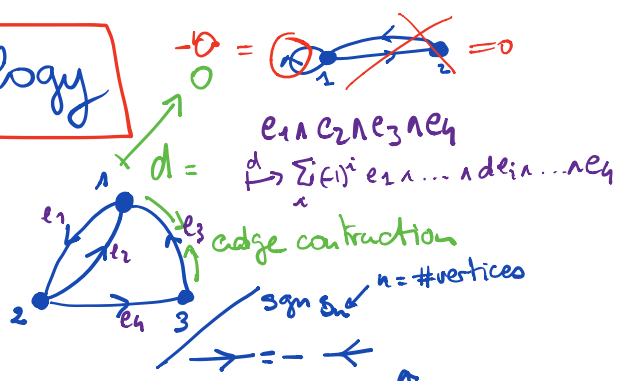 logy
-0 = = 0
0
1 2
e₁ ∧ e₂ ∧ e₃ ∧ e₄
d = d ↦ Σᵢ (-1)ⁱ e₁ ∧ ... ∧ deᵢ ∧ ... ∧ e₄
1
e₁ e₂ e₃
edge contraction
n = #vertices
sgn Sₙ
2 e₄ 3
= -